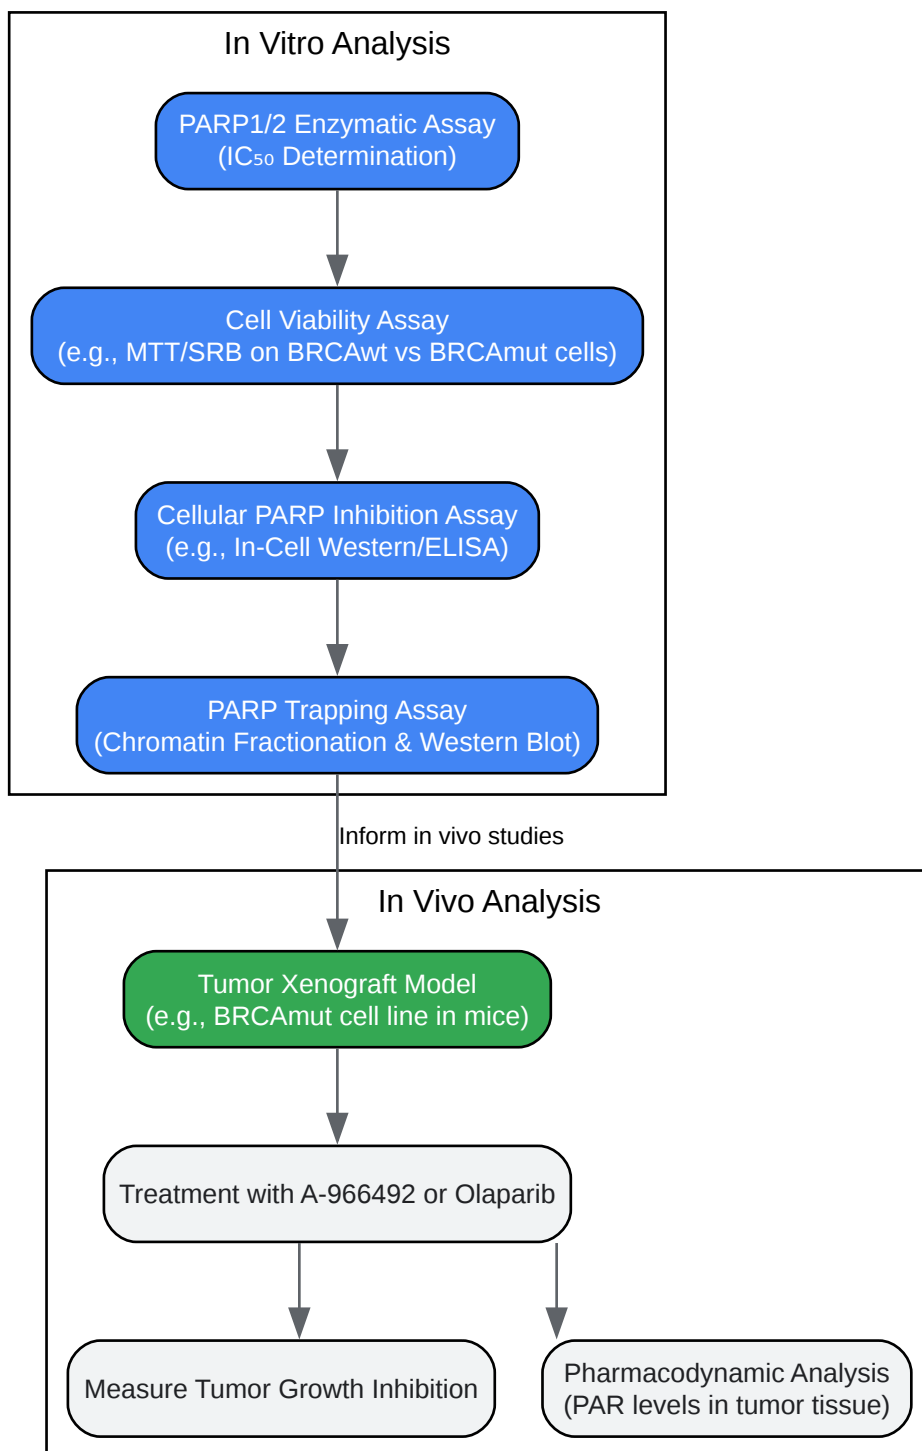 In Vitro Analysis
PARP1/2 Enzymatic Assay
(IC₅₀ Determination)
Cell Viability Assay
(e.g., MTT/SRB on BRCAwt vs BRCAmut cells)
Cellular PARP Inhibition Assay
(e.g., In-Cell Western/ELISA)
PARP Trapping Assay
(Chromatin Fractionation & Western Blot)
Inform in vivo studies
In Vivo Analysis
Tumor Xenograft Model
(e.g., BRCAmut cell line in mice)
Treatment with A-966492 or Olaparib
Measure Tumor Growth Inhibition
Pharmacodynamic Analysis
(PAR levels in tumor tissue)